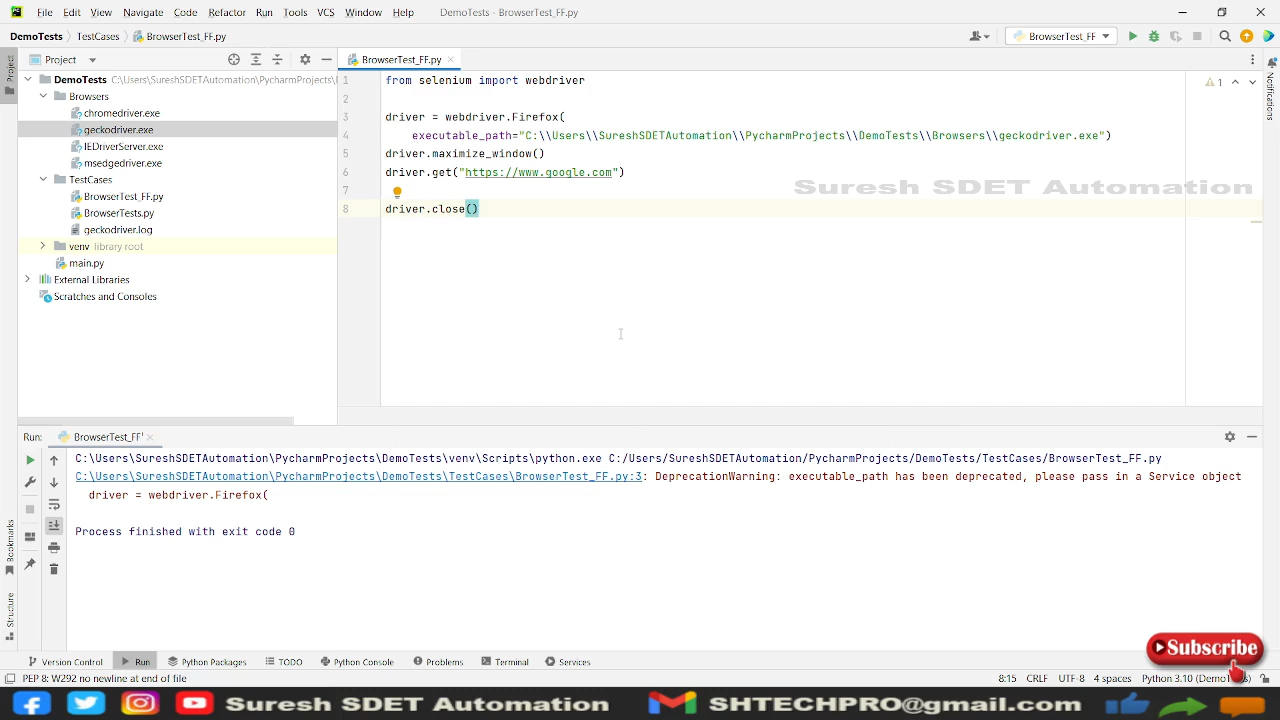 File Edit View Navigate Code Refactor Run Tools VCS Window Help DemoTests - BrowserTest_FF.py
DemoTests TestCases BrowserTest_FF.py BrowserTest_FF
Project
Project
BrowserTest_FF.py
Notifications
DemoTests C:\Users\SureshSDETAutomation\PycharmProjects\
Browsers
chromedriver.exe
geckodriver.exe
IEDriverServer.exe
msedgedriver.exe
TestCases
BrowserTest_FF.py
BrowserTests.py
geckodriver.log
venv library root
main.py
External Libraries
Scratches and Consoles
1 from selenium import webdriver
2
3 driver = webdriver.Firefox(
4 executable_path="C:\\Users\\SureshSDETAutomation\\PycharmProjects\\DemoTests\\Browsers\\geckodriver.exe")
5 driver.maximize_window()
6 driver.get("https://www.google.com")
7
8 driver.close()
1
Suresh SDET Automation
Run: BrowserTest_FF'
C:\Users\SureshSDETAutomation\PycharmProjects\DemoTests\venv\Scripts\python.exe C:/Users/SureshSDETAutomation/PycharmProjects/DemoTests/TestCases/BrowserTest_FF.py
C:\Users\SureshSDETAutomation\PycharmProjects\DemoTests\TestCases\BrowserTest_FF.py:3: DeprecationWarning: executable_path has been deprecated, please pass in a Service object
driver = webdriver.Firefox(
Process finished with exit code 0
Bookmarks
Structure
Subscribe
Version Control Run Python Packages TODO Python Console Problems Terminal Services
PEP 8: W292 no newline at end of file 8:15 CRLF UTF-8 4 spaces Python 3.10 (DemoTests)
Suresh SDET Automation SHTECHPRO@gmail.com